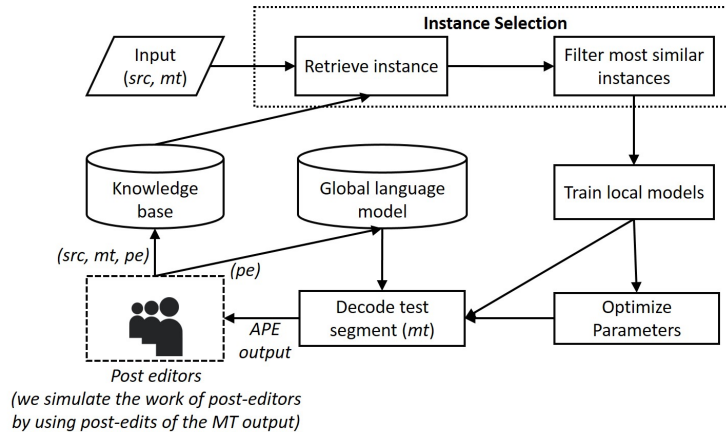 Instance Selection
Input
(src, mt)
Retrieve instance
Filter most similar
instances
Knowledge
base
Global language
model
Train local models
(src, mt, pe)
(pe)
Decode test
segment (mt)
Optimize
Parameters
APE
output
Post editors
(we simulate the work of post-editors
by using post-edits of the MT output)